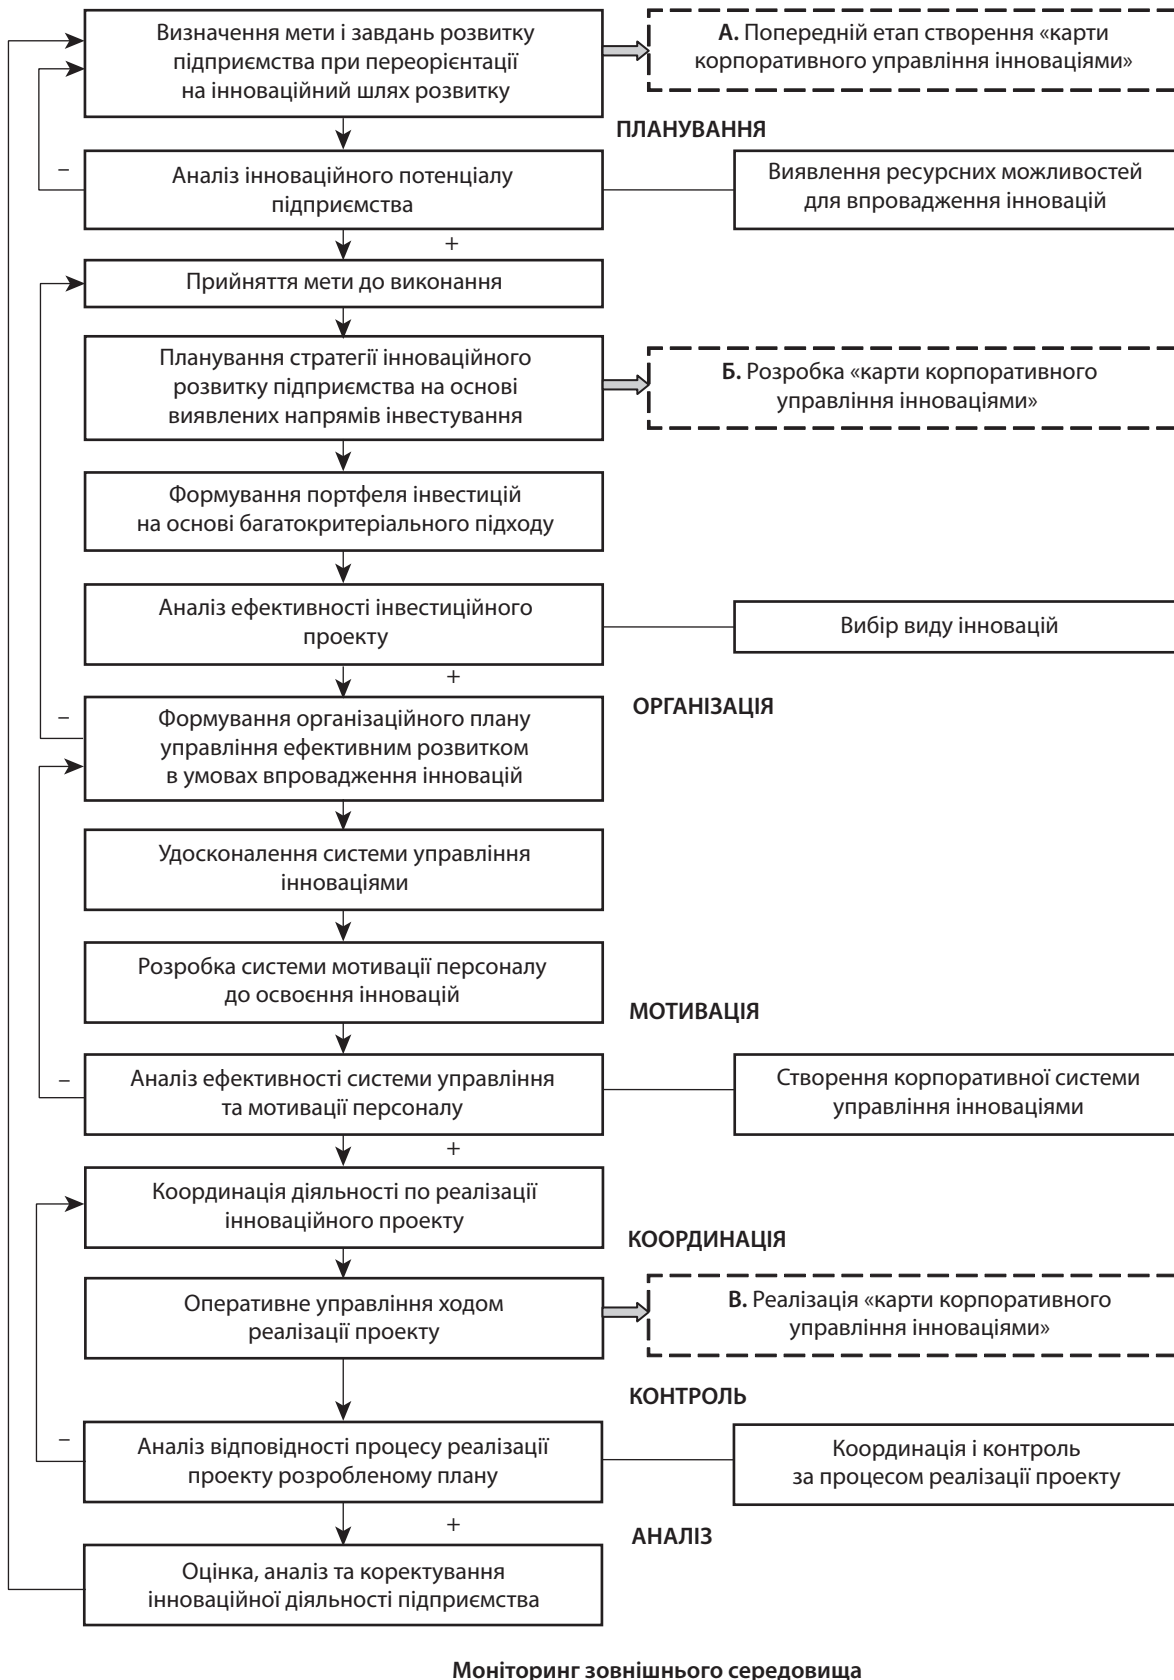 Визначення мети і завдань розвитку
підприємства при переорієнтації
на інноваційний шлях розвитку
А. Попередній етап створення «карти
корпоративного управління інноваціями»
ПЛАНУВАННЯ
–
Аналіз інноваційного потенціалу
підприємства
Виявлення ресурсних можливостей
для впровадження інновацій
+
Прийняття мети до виконання
Планування стратегії інноваційного
розвитку підприємства на основі
виявлених напрямів інвестування
Б. Розробка «карти корпоративного
управління інноваціями»
Формування портфеля інвестицій
на основі багатокритеріального підходу
Аналіз ефективності інвестиційного
проекту
Вибір виду інновацій
+
ОРГАНІЗАЦІЯ
–
Формування організаційного плану
управління ефективним розвитком
в умовах впровадження інновацій
Удосконалення системи управління
інноваціями
Розробка системи мотивації персоналу
до освоєння інновацій
МОТИВАЦІЯ
–
Аналіз ефективності системи управління
та мотивації персоналу
Створення корпоративної системи
управління інноваціями
+
Координація діяльності по реалізації
інноваційного проекту
КООРДИНАЦІЯ
Оперативне управління ходом
реалізації проекту
В. Реалізація «карти корпоративного
управління інноваціями»
КОНТРОЛЬ
–
Аналіз відповідності процесу реалізації
проекту розробленому плану
Координація і контроль
за процесом реалізації проекту
+
АНАЛІЗ
Оцінка, аналіз та коректування
інноваційної діяльності підприємства
Моніторинг зовнішнього середовища